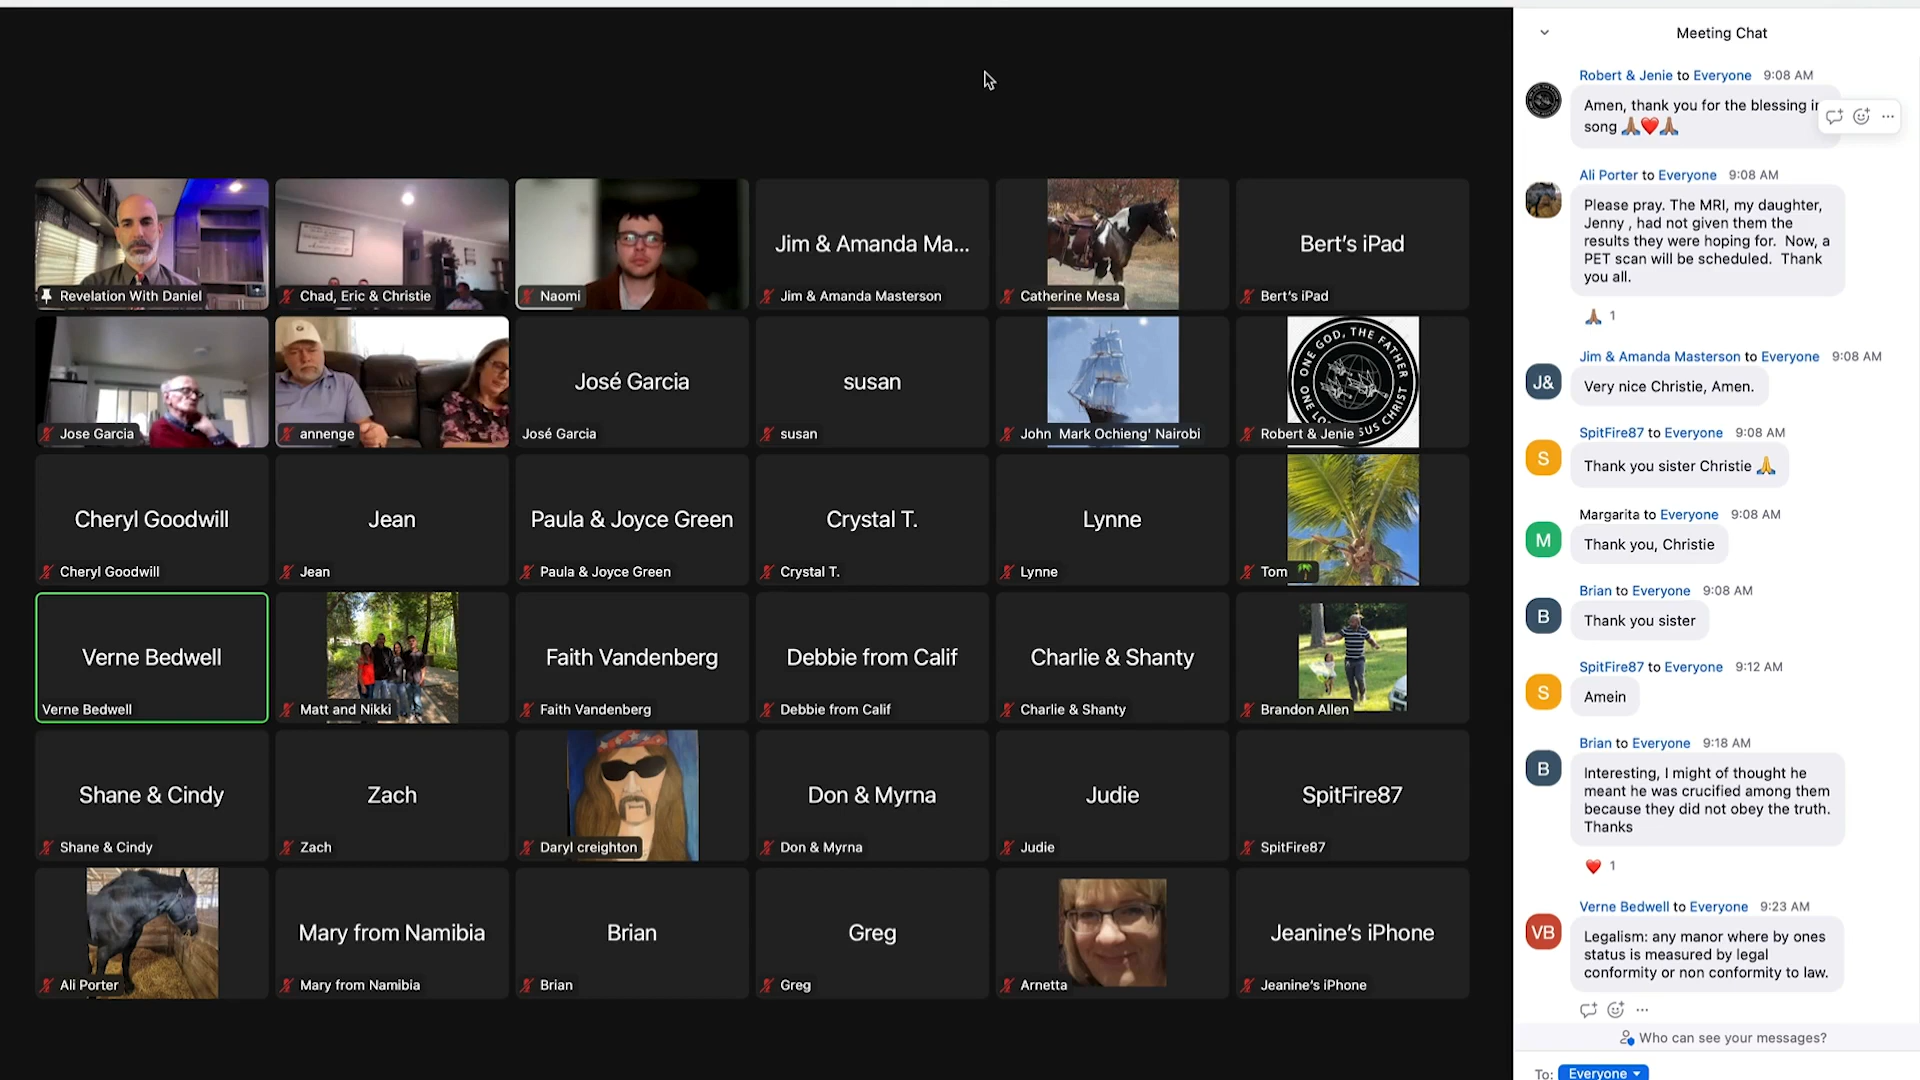 Revelation With Daniel
Chad, Eric & Christie
Naomi
Jim & Amanda Ma...
Jim & Amanda Masterson
Catherine Mesa
Bert's iPad
Bert's iPad
Jose Garcia
annenge
José Garcia
José Garcia
susan
susan
John Mark Ochieng' Nairobi
ONE GOD, THE FATHER
Robert & Jenie
Cheryl Goodwill
Cheryl Goodwill
Jean
Jean
Paula & Joyce Green
Paula & Joyce Green
Crystal T.
Crystal T.
Lynne
Lynne
Tom 🌴
Verne Bedwell
Verne Bedwell
Matt and Nikki
Faith Vandenberg
Faith Vandenberg
Debbie from Calif
Debbie from Calif
Charlie & Shanty
Charlie & Shanty
Brandon Allen
Shane & Cindy
Shane & Cindy
Zach
Zach
Daryl creighton
Don & Myrna
Don & Myrna
Judie
Judie
SpitFire87
SpitFire87
Ali Porter
Mary from Namibia
Mary from Namibia
Brian
Brian
Greg
Greg
Arnetta
Jeanine's iPhone
Jeanine's iPhone
Meeting Chat
Robert & Jenie to Everyone 9:08 AM
Amen, thank you for the blessing in
song 🙏🏽❤️🙏🏽
Ali Porter to Everyone 9:08 AM
Please pray. The MRI, my daughter,
Jenny , had not given them the
results they were hoping for. Now, a
PET scan will be scheduled. Thank
you all.
🙏🏽 1
Jim & Amanda Masterson to Everyone 9:08 AM
J&
Very nice Christie, Amen.
SpitFire87 to Everyone 9:08 AM
S
Thank you sister Christie 🙏
Margarita to Everyone 9:08 AM
M
Thank you, Christie
Brian to Everyone 9:08 AM
B
Thank you sister
SpitFire87 to Everyone 9:12 AM
S
Amein
Brian to Everyone 9:18 AM
B
Interesting, I might of thought he
meant he was crucified among them
because they did not obey the truth.
Thanks
❤️ 1
Verne Bedwell to Everyone 9:23 AM
VB
Legalism: any manor where by ones
status is measured by legal
conformity or non conformity to law.
Who can see your messages?
To: Everyone